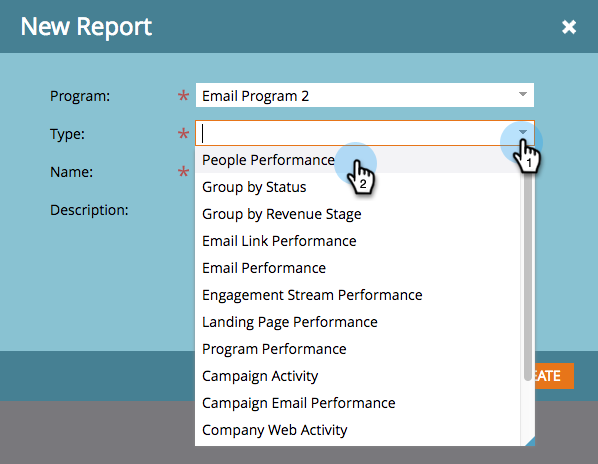 New Report
Program: * Email Program 2
Type: *
1
People Performance
2
Name: *
Group by Status
Description:
Group by Revenue Stage
Email Link Performance
Email Performance
Engagement Stream Performance
Landing Page Performance
Program Performance
Campaign Activity
EATE
Campaign Email Performance
Company Web Activity